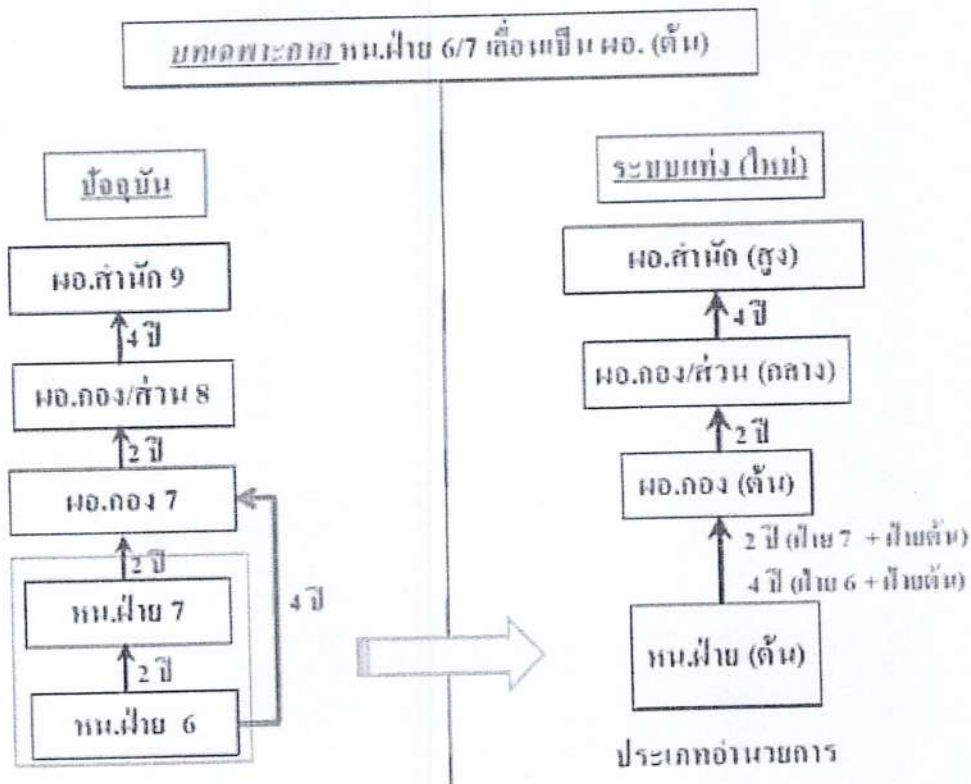 บทเฉพาะกาล หน.ฝ่าย 6/7 เลื่อนเป็น ผอ. (ต้น)
ปัจจุบัน
ผอ.สำนัก 9
4 ปี
ผอ.กอง/ส่วน 8
2 ปี
ผอ.กอง 7
2 ปี
หน.ฝ่าย 7
4 ปี
2 ปี
หน.ฝ่าย 6
ระบบแท่ง (ใหม่)
ผอ.สำนัก (สูง)
4 ปี
ผอ.กอง/ส่วน (กลาง)
2 ปี
ผอ.กอง (ต้น)
2 ปี (ฝ่าย 7 + ฝ่ายต้น)
4 ปี (ฝ่าย 6 + ฝ่ายต้น)
หน.ฝ่าย (ต้น)
ประเภทอำนวยการ